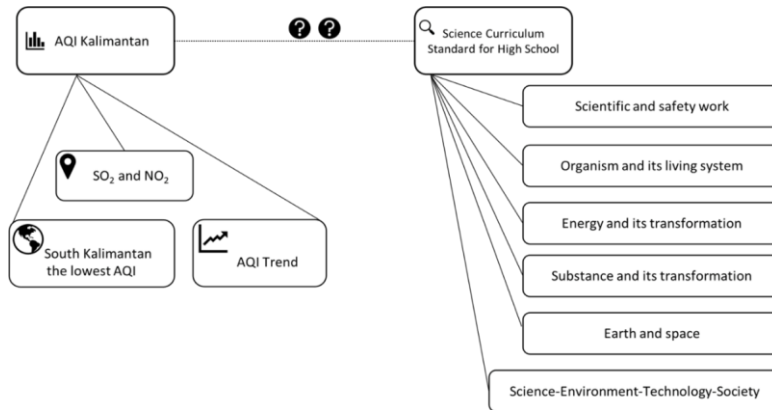 AQI Kalimantan
? ?
Science Curriculum
Standard for High School
SO₂ and NO₂
South Kalimantan
the lowest AQI
AQI Trend
Scientific and safety work
Organism and its living system
Energy and its transformation
Substance and its transformation
Earth and space
Science-Environment-Technology-Society